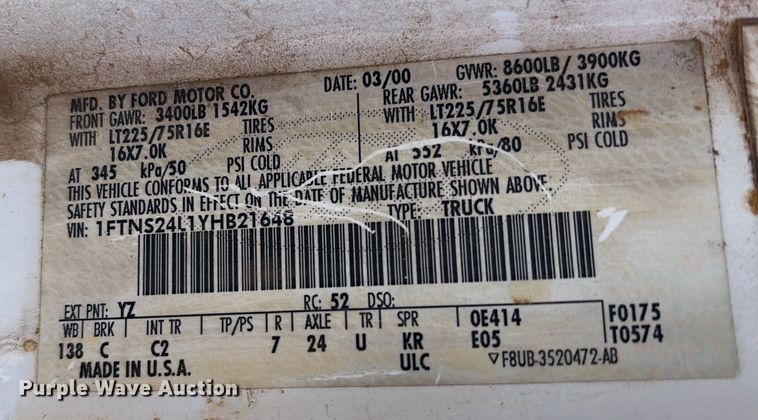 MFD. BY FORD MOTOR CO. DATE: 03/00 GVWR: 8600LB/ 3900KG
FRONT GAWR: 3400LB 1542KG REAR GAWR: 5360LB 2431KG
WITH LT225/75R16E TIRES WITH LT225/75R16E TIRES
16X7.0K 16X7.0K
AT 345 kPa/50 PSI COLD AT 552 kPa/80 PSI COLD
THIS VEHICLE CONFORMS TO ALL APPLICABLE FEDERAL MOTOR VEHICLE
SAFETY STANDARDS IN EFFECT ON THE DATE OF MANUFACTURE SHOWN ABOVE.
VIN: 1FTNS24L1YHB21648 TYPE: TRUCK
EXT PNT: YZ RC: 52 DSO:
WB BRK INT TR TP/PS R AXLE TR SPR 0E414 F0175
138 C C2 7 24 U KR E05 T0574
MADE IN U.S.A. ULC ▽F8UB-3520472-AB
Purple Wave Auction